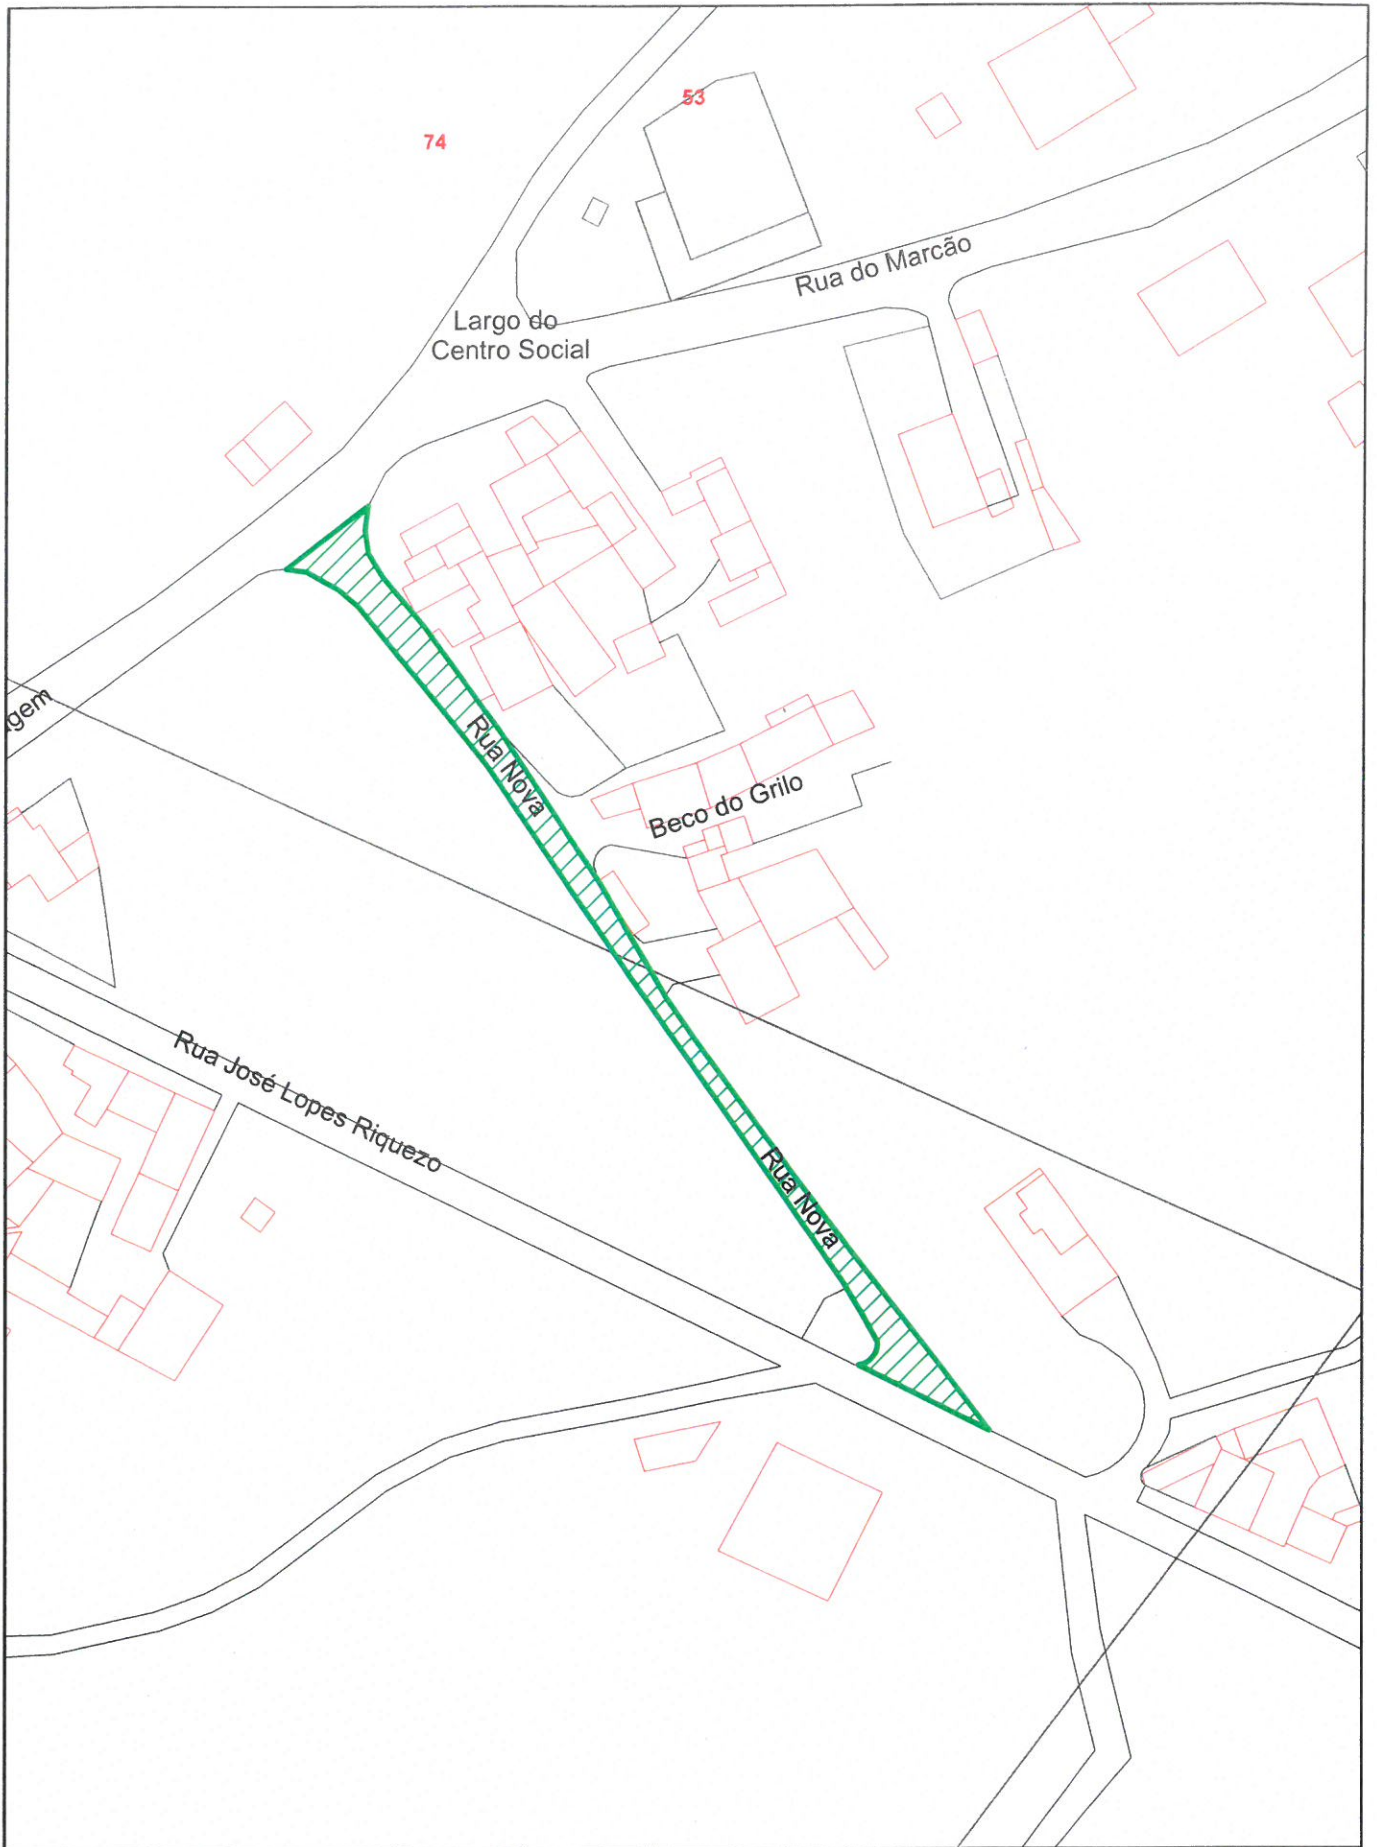 53
74
Rua do Marcão
Largo do
Centro Social
gem
Rua Nova
Beco do Grilo
Rua José Lopes Riquezo
Rua Nova